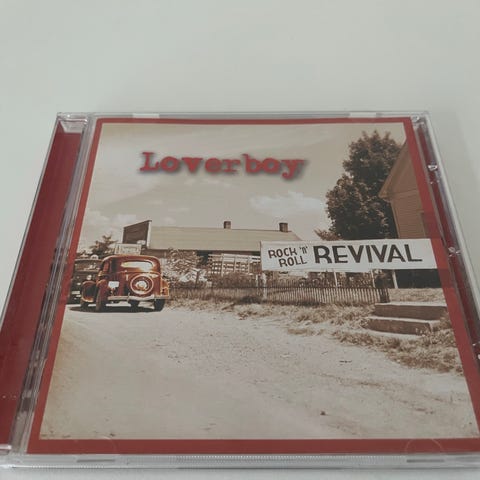 Loverboy
ROCK 'N'
ROLL
REVIVAL